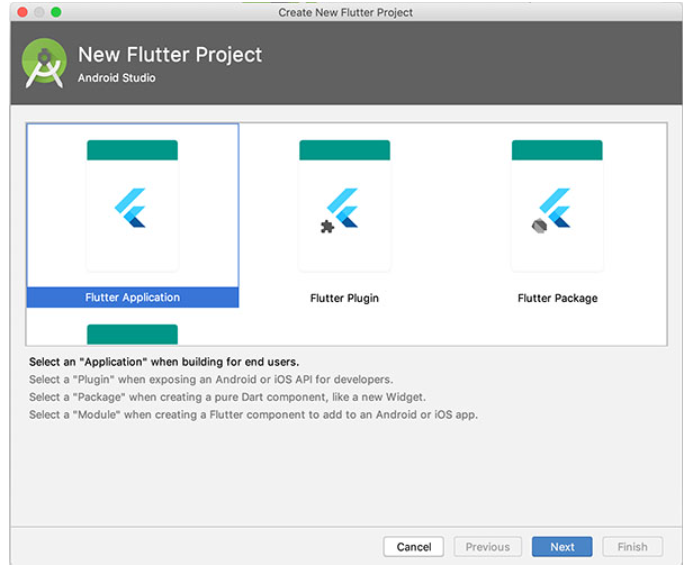 Create New Flutter Project
New Flutter Project
Android Studio
Flutter Application
Flutter Plugin
Flutter Package
Select an "Application" when building for end users.
Select a "Plugin" when exposing an Android or iOS API for developers.
Select a "Package" when creating a pure Dart component, like a new Widget.
Select a "Module" when creating a Flutter component to add to an Android or iOS app.
Cancel
Previous
Next
Finish